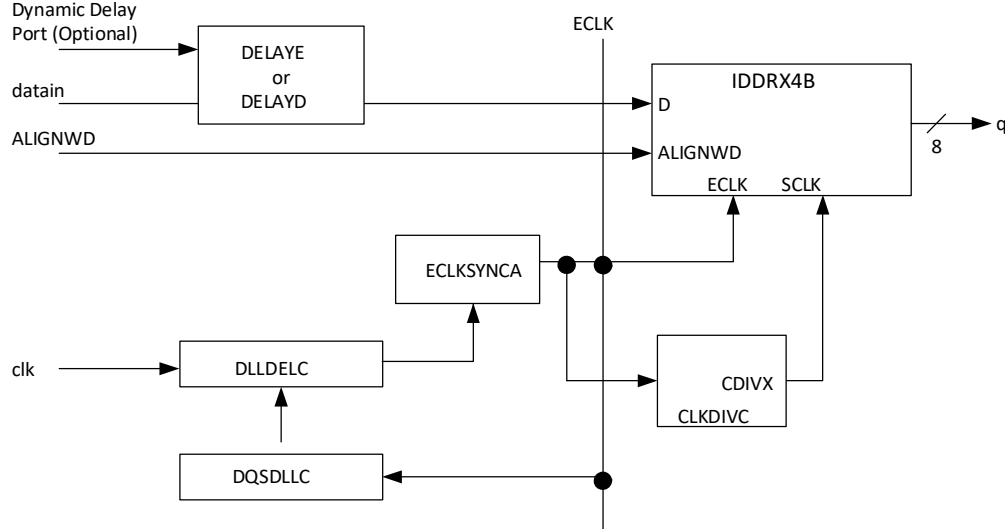 Dynamic Delay
Port (Optional)
ECLK
DELAYE
or
DELAYD
IDDRX4B
datain
D
q
ALIGNWD
ALIGNWD
8
ECLK
SCLK
ECLKSYNCA
clk
DLLDELC
CDIVX
CLKDIVC
DQSDLLC